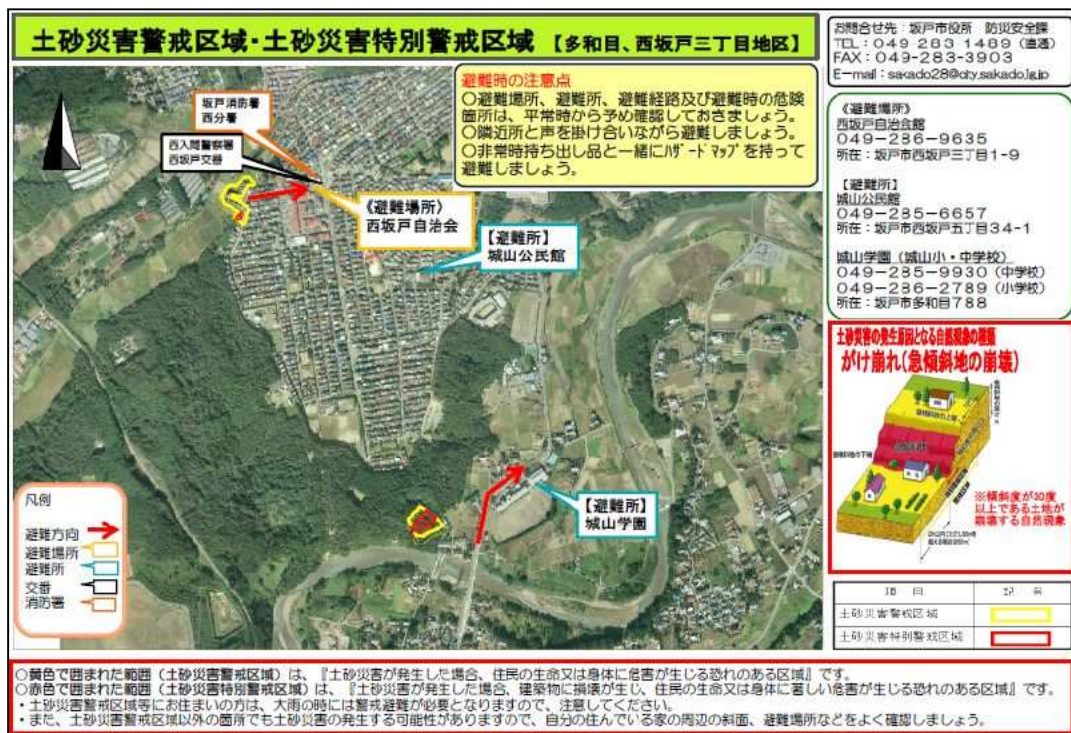 土砂災害警戒区域・土砂災害特別警戒区域 【多和目、西坂戸三丁目地区】
お問合せ先：坂戸市役所 防災安全課
TEL：049-283-1489（直通）
FAX：049-283-3903
E-mail：sakado28@city.sakado.lg.jp
避難時の注意点
○避難場所、避難所、避難経路及び避難時の危険
箇所は、平常時から予め確認しておきましょう。
○隣近所と声を掛け合いながら避難しましょう。
○非常時持ち出し品と一緒にﾊｻﾞｰﾄﾞﾏｯﾌﾟを持って
避難しましょう。
坂戸消防署
西分署
西入間警察署
西坂戸交番
《避難場所》
西坂戸自治会
【避難所】
城山公民館
【避難所】
城山学園
《避難場所》
西坂戸自治会館
049-286-9635
所在：坂戸市西坂戸三丁目1-9
【避難所】
城山公民館
049-285-6657
所在：坂戸市西坂戸五丁目34-1
城山学園（城山小・中学校）
049-285-9930（中学校）
049-286-2789（小学校）
所在：坂戸市多和目788
土砂災害の発生原因となる自然現象の種類
がけ崩れ（急傾斜地の崩壊）
※傾斜度が30度
以上である土地が
崩壊する自然現象
凡例
避難方向
避難場所
避難所
交番
消防署
項 目 記 号
土砂災害警戒区域
土砂災害特別警戒区域
○黄色で囲まれた範囲（土砂災害警戒区域）は、『土砂災害が発生した場合、住民の生命又は身体に危害が生じる恐れのある区域』です。
○赤色で囲まれた範囲（土砂災害特別警戒区域）は、『土砂災害が発生した場合、建築物に損壊が生じ、住民の生命又は身体に著しい危害が生じる恐れのある区域』です。
・土砂災害警戒区域等にお住まいの方は、大雨の時には警戒避難が必要となりますので、注意してください。
・また、土砂災害警戒区域以外の箇所でも土砂災害の発生する可能性がありますので、自分の住んでいる家の周辺の斜面、避難場所などをよく確認しましょう。